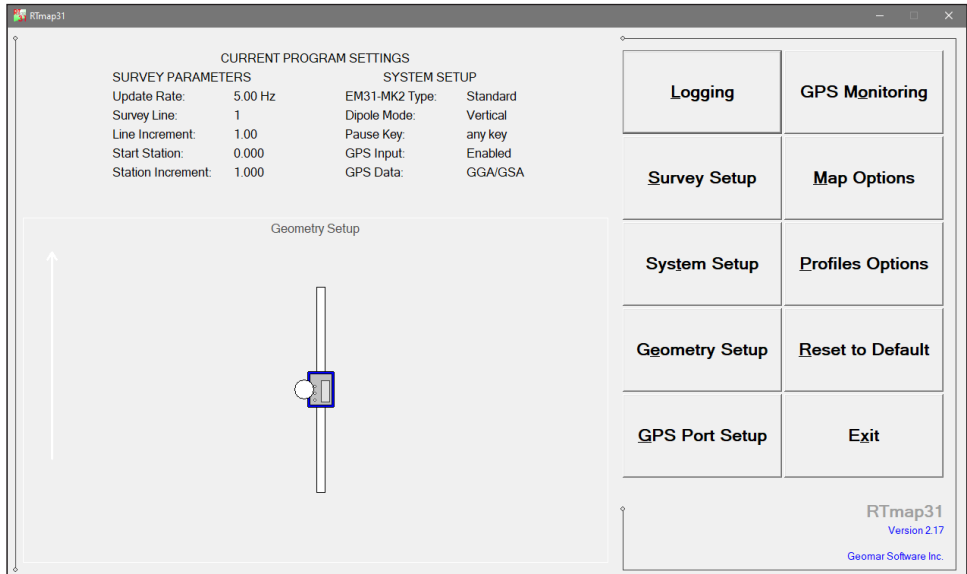 RTmap31
CURRENT PROGRAM SETTINGS
SURVEY PARAMETERS SYSTEM SETUP
Update Rate: 5.00 Hz EM31-MK2 Type: Standard
Survey Line: 1 Dipole Mode: Vertical
Line Increment: 1.00 Pause Key: any key
Start Station: 0.000 GPS Input: Enabled
Station Increment: 1.000 GPS Data: GGA/GSA
Geometry Setup
Logging GPS Monitoring
Survey Setup Map Options
System Setup Profiles Options
Geometry Setup Reset to Default
GPS Port Setup Exit
RTmap31
Version 2.17
Geomar Software Inc.